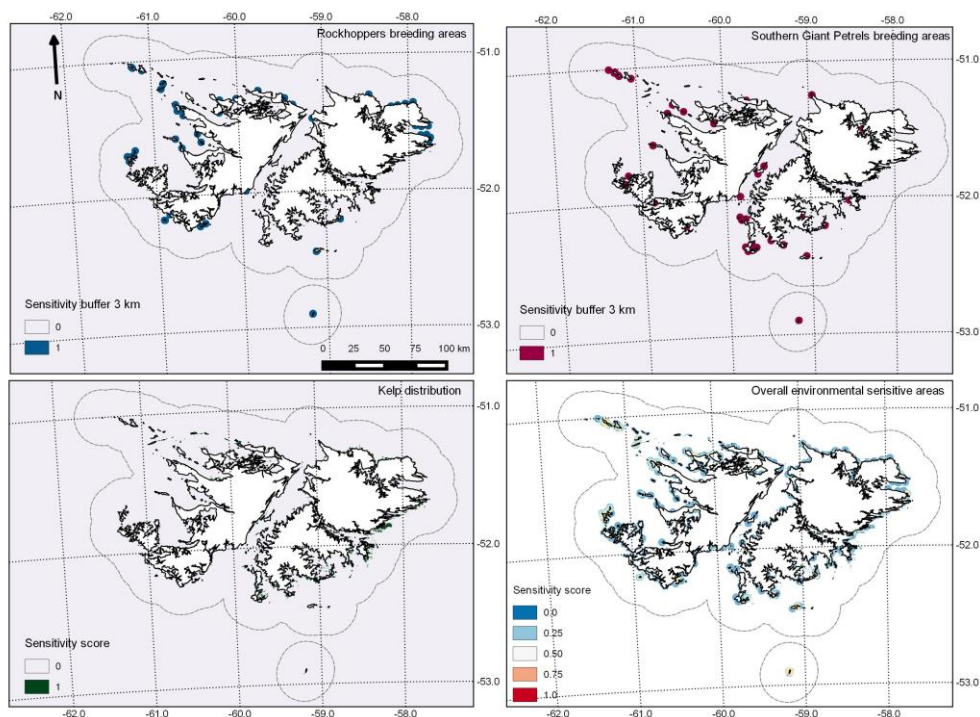 -62.0 -61.0 -60.0 -59.0 -58.0
-62.0 -61.0 -60.0 -59.0 -58.0
Rockhoppers breeding areas
Southern Giant Petrels breeding areas
-51.0
-51.0
N
-52.0
-52.0
Sensitivity buffer 3 km
0
1
0 25 50 75 100 km
-53.0
Sensitivity buffer 3 km
0
1
-53.0
Kelp distribution
Overall environmental sensitive areas
-51.0
-51.0
-52.0
-52.0
Sensitivity score
0
1
-53.0
Sensitivity score
0.0
0.25
0.50
0.75
1.0
-53.0
-62.0 -61.0 -60.0 -59.0 -58.0
-62.0 -61.0 -60.0 -59.0 -58.0